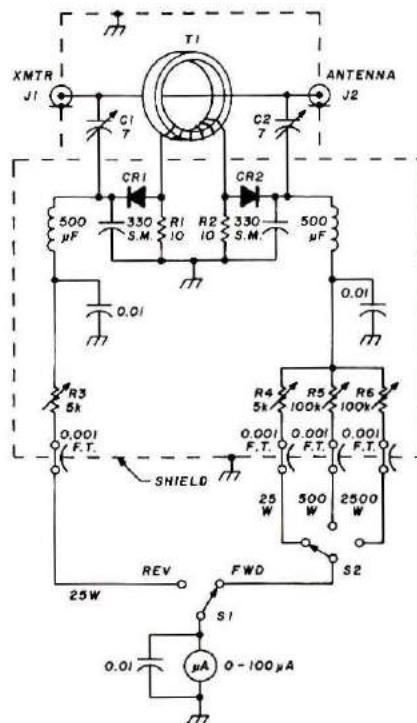 T1
XMTR
J1
ANTENNA
J2
C1
7
C2
7
CR1
CR2
500
µF
330
S.M.
R1
10
R2
10
330
S.M.
500
µF
0.01
0.01
R3
5k
R4
5k
R5
100k
R6
100k
0.001
F.T.
0.001
F.T.
0.001
F.T.
0.001
F.T.
SHIELD
25
W
500
W
2500
W
REV
FWD
S2
25W
S1
0.01
µA
0-100µA